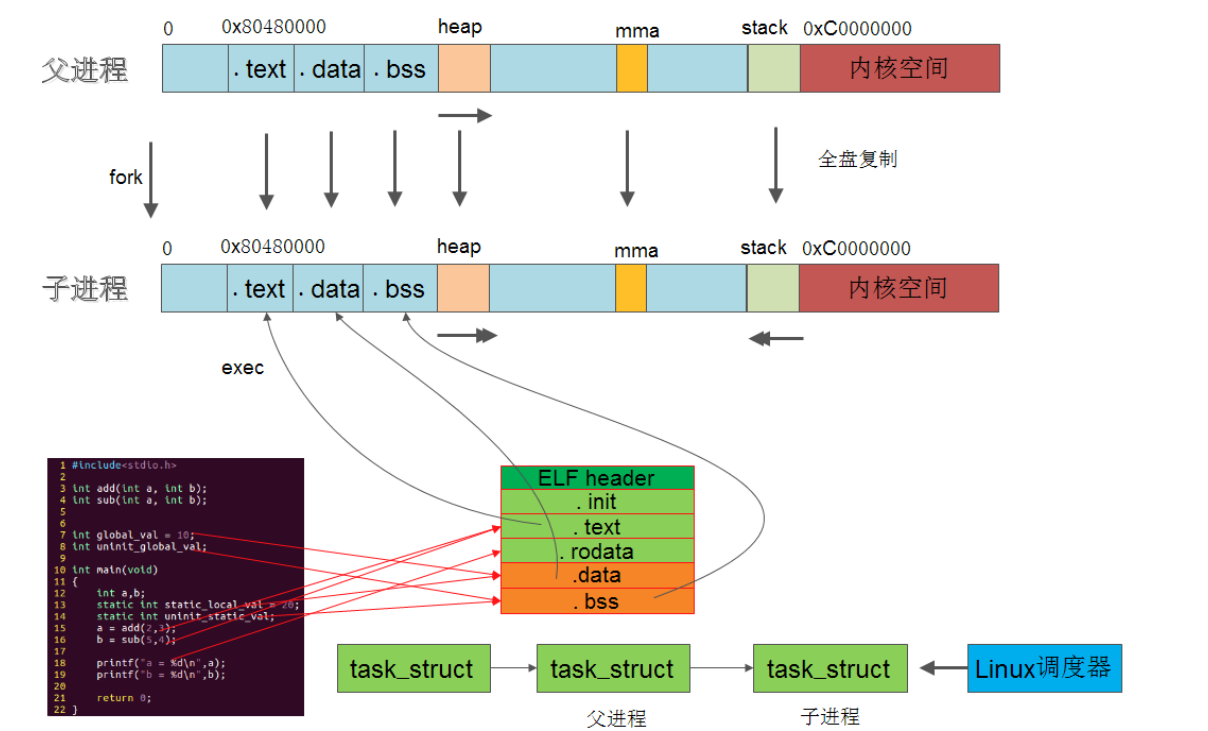 0 0x80480000 heap mma stack 0xC0000000
父进程 .text .data .bss 内核空间
fork 全盘复制
0 0x80480000 heap mma stack 0xC0000000
子进程 .text .data .bss 内核空间
exec
1 #include<stdio.h>
2
3 int add(int a, int b);
4 int sub(int a, int b);
5
6
7 int global_val = 10;
8 int uninit_global_val;
9
10 int main(void)
11 {
12 int a,b;
13 static int static_local_val = 20;
14 static int uninit_static_val;
15 a = add(2,3);
16 b = sub(5,4);
17
18 printf("a = %d\n",a);
19 printf("b = %d\n",b);
20
21 return 0;
22 }
ELF header
.init
.text
.rodata
.data
.bss
task_struct task_struct task_struct Linux调度器
父进程 子进程